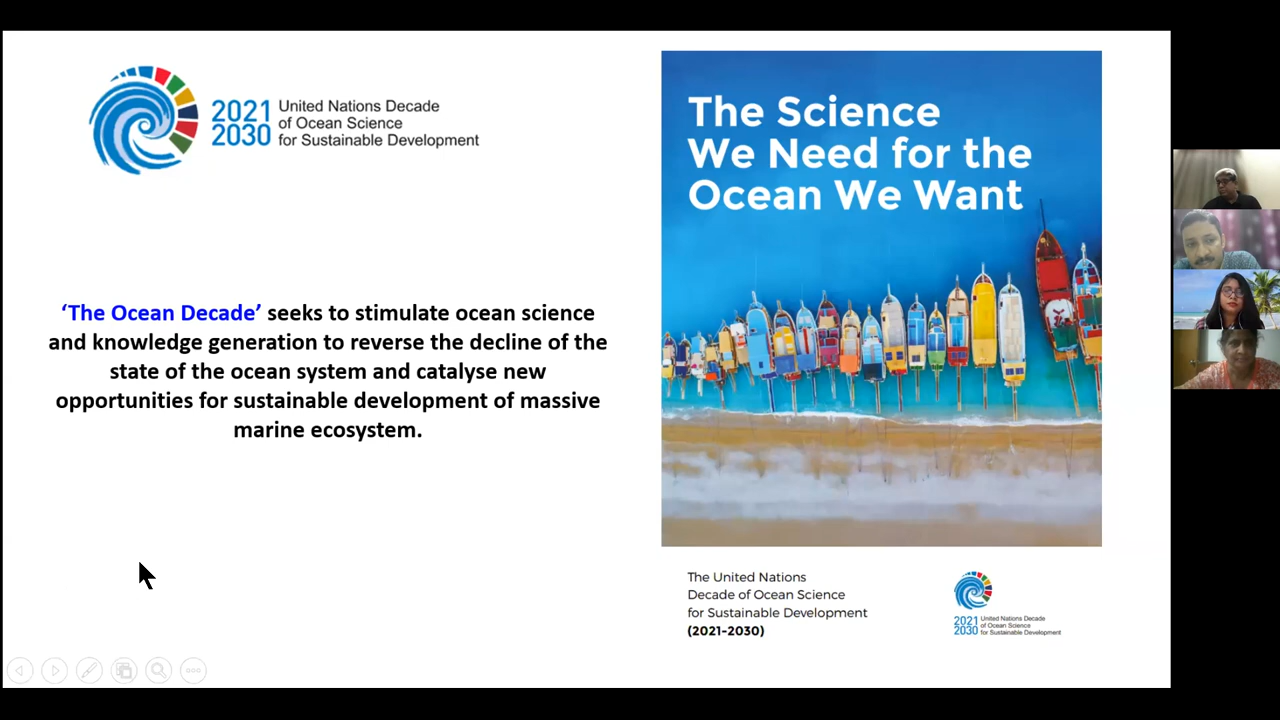 2021
2030
United Nations Decade
of Ocean Science
for Sustainable Development
‘The Ocean Decade’ seeks to stimulate ocean science
and knowledge generation to reverse the decline of the
state of the ocean system and catalyse new
opportunities for sustainable development of massive
marine ecosystem.
The Science
We Need for the
Ocean We Want
The United Nations
Decade of Ocean Science
for Sustainable Development
(2021-2030)
2021
2030
United Nations Decade
of Ocean Science
for Sustainable Development